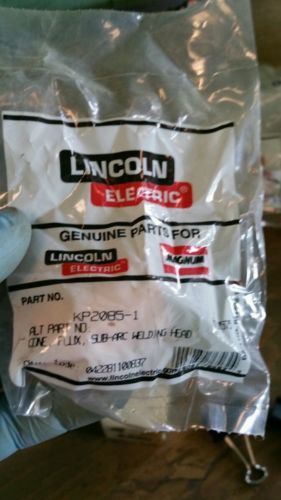 LINCOLN
ELECTRIC®
GENUINE PARTS FOR
LINCOLN
ELECTRIC
MAGNUM
PART NO.
KP2085-1
ALT PART NO.
CONE, FLUX, SUB-ARC WELDING HEAD
042281100837
www.lincolnelectric